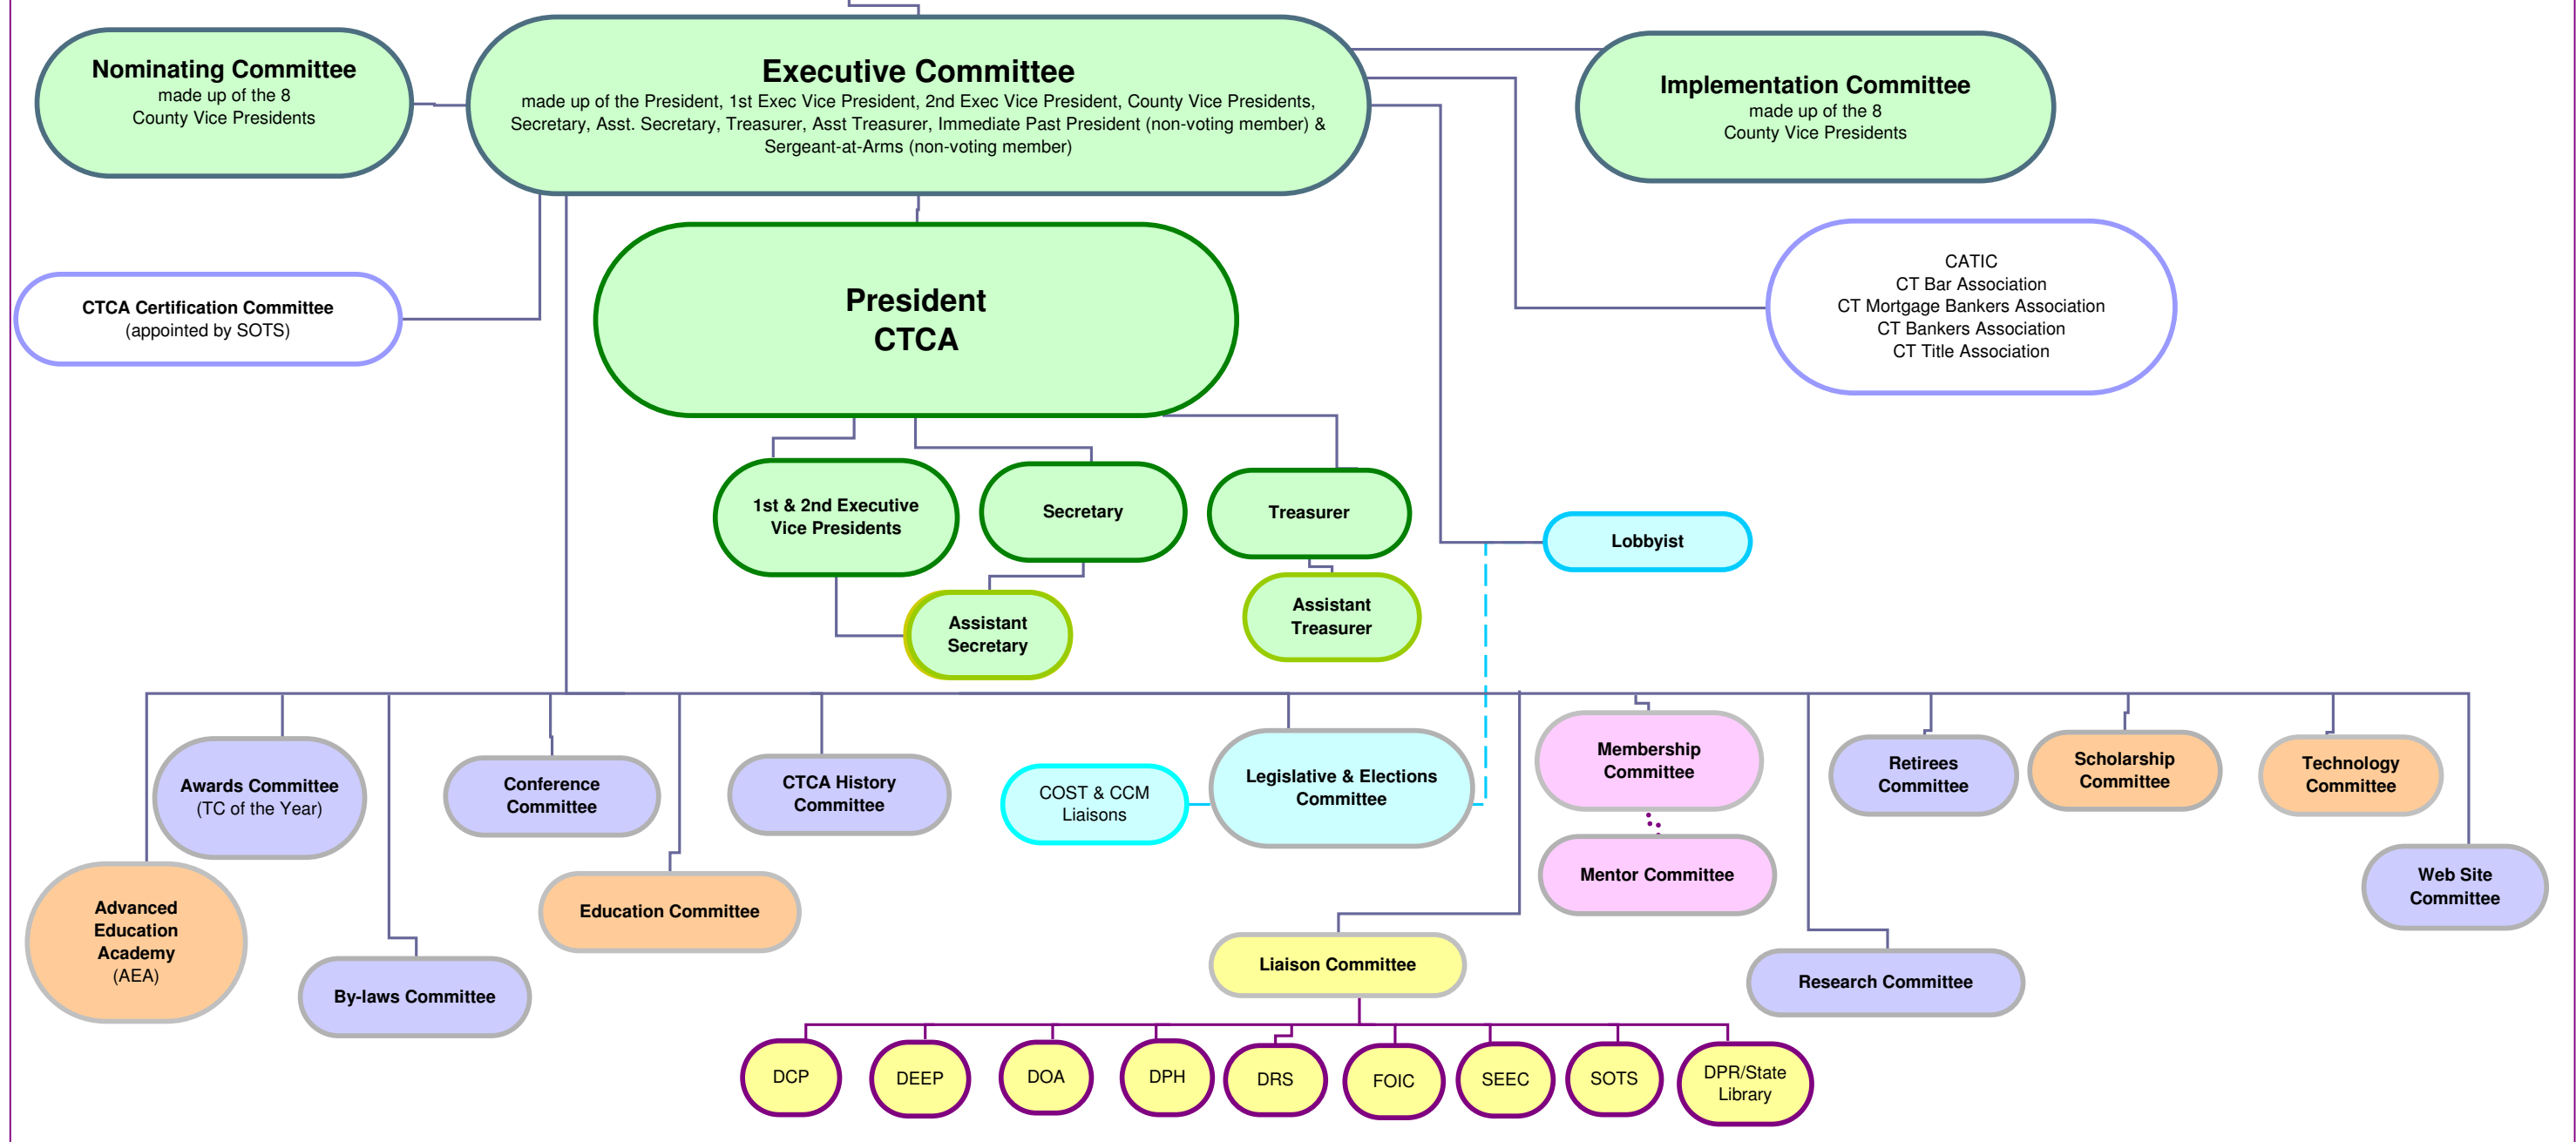 Nominating Committee
made up of the 8
County Vice Presidents
Executive Committee
made up of the President, 1st Exec Vice President, 2nd Exec Vice President, County Vice Presidents,
Secretary, Asst. Secretary, Treasurer, Asst Treasurer, Immediate Past President (non-voting member) &
Sergeant-at-Arms (non-voting member)
Implementation Committee
made up of the 8
County Vice Presidents
CTCA Certification Committee
(appointed by SOTS)
President
CTCA
CATIC
CT Bar Association
CT Mortgage Bankers Association
CT Bankers Association
CT Title Association
1st & 2nd Executive
Vice Presidents
Secretary
Treasurer
Lobbyist
Assistant
Secretary
Assistant
Treasurer
Awards Committee
(TC of the Year)
Conference
Committee
CTCA History
Committee
COST & CCM
Liaisons
Legislative & Elections
Committee
Membership
Committee
Retirees
Committee
Scholarship
Committee
Technology
Committee
Advanced
Education
Academy
(AEA)
Education Committee
Mentor Committee
Web Site
Committee
By-laws Committee
Liaison Committee
Research Committee
DCP
DEEP
DOA
DPH
DRS
FOIC
SEEC
SOTS
DPR/State
Library